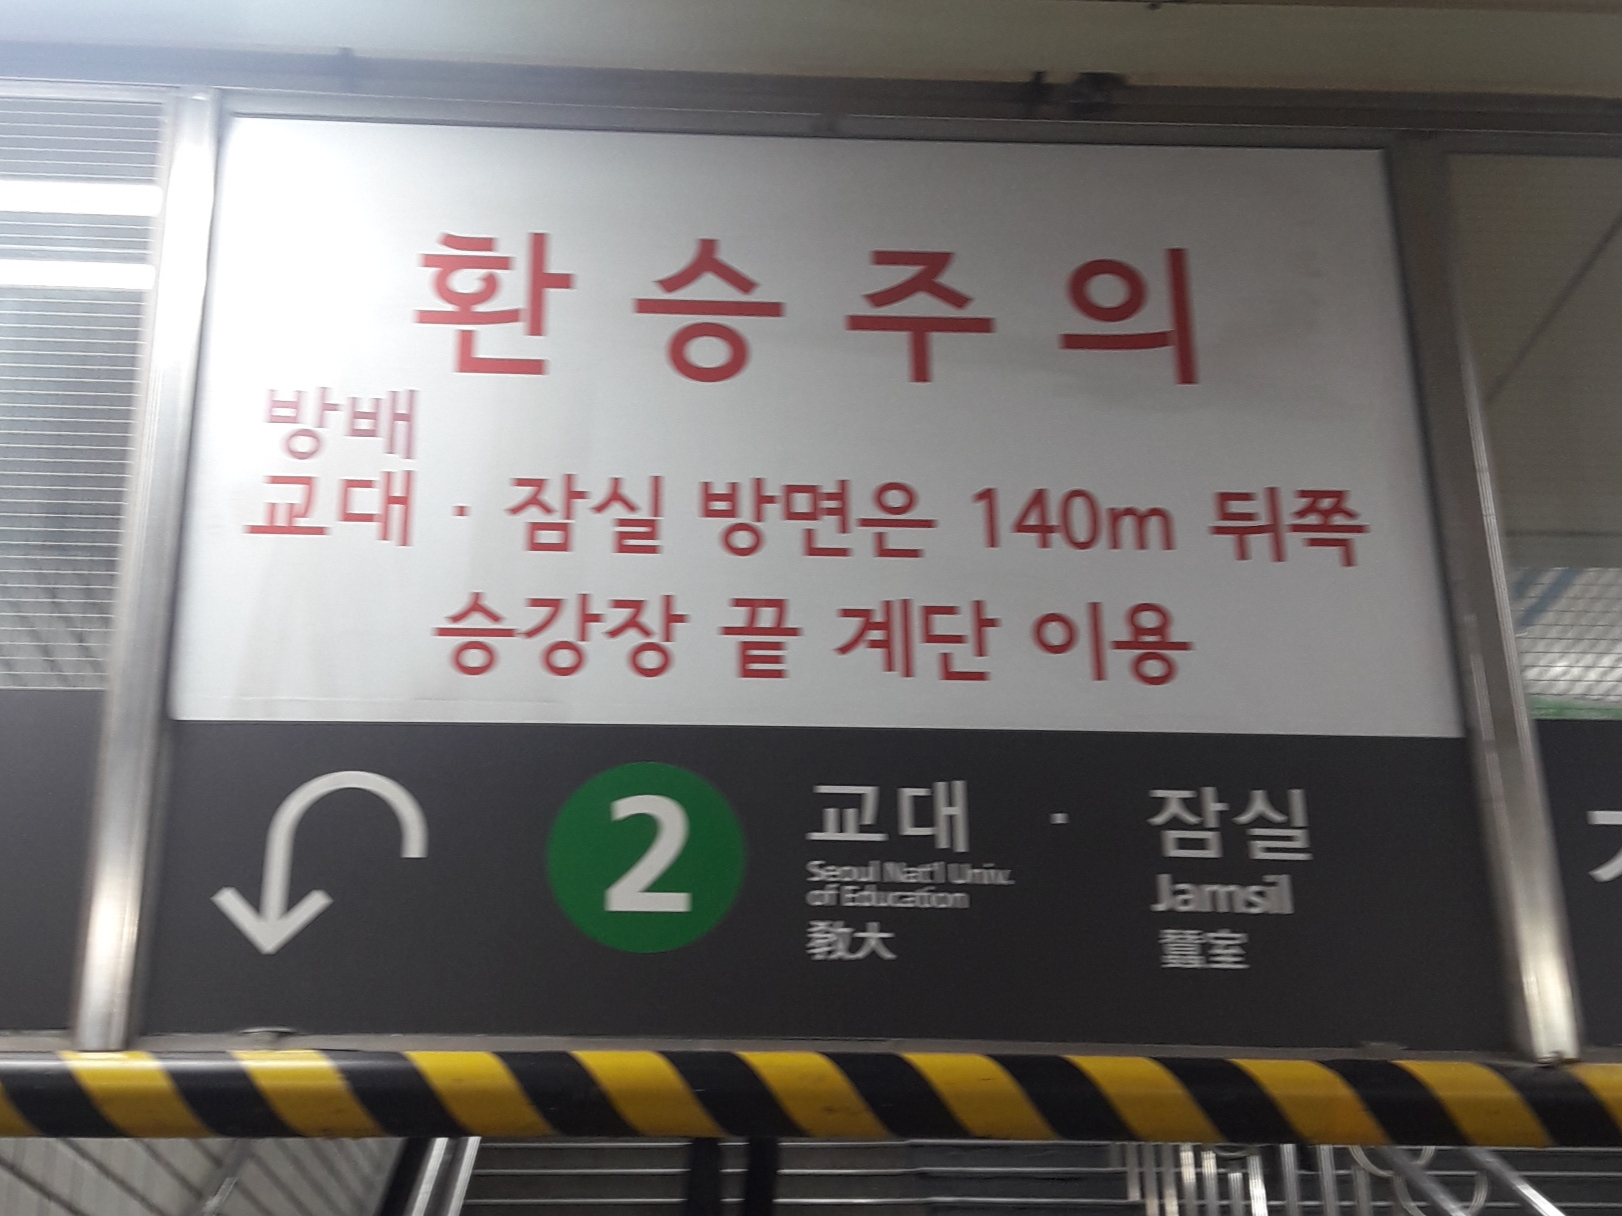 환승주의
방배
교대 · 잠실 방면은 140m 뒤쪽
승강장 끝 계단 이용
2
교대 · 잠실
Seoul Nat'l Univ.
of Education
Jamsil
敎大
蠶室